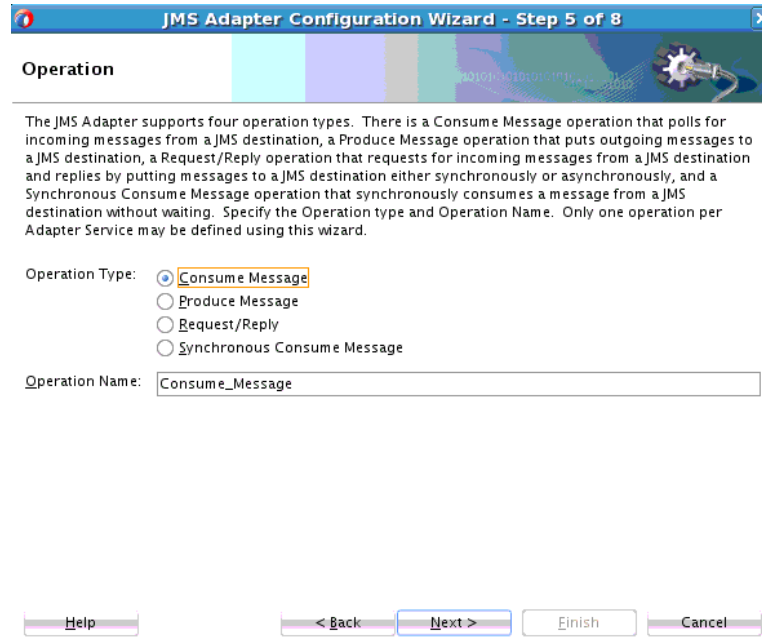 JMS Adapter Configuration Wizard - Step 5 of 8
Operation
The JMS Adapter supports four operation types.  There is a Consume Message operation that polls for
incoming messages from a JMS destination, a Produce Message operation that puts outgoing messages to
a JMS destination, a Request/Reply operation that requests for incoming messages from a JMS destination
and replies by putting messages to a JMS destination either synchronously or asynchronously, and a
Synchronous Consume Message operation that synchronously consumes a message from a JMS
destination without waiting.  Specify the Operation type and Operation Name.  Only one operation per
Adapter Service may be defined using this wizard.
Operation Type:
Consume Message
Produce Message
Request/Reply
Synchronous Consume Message
Operation Name: Consume_Message
Help < Back Next > Finish Cancel